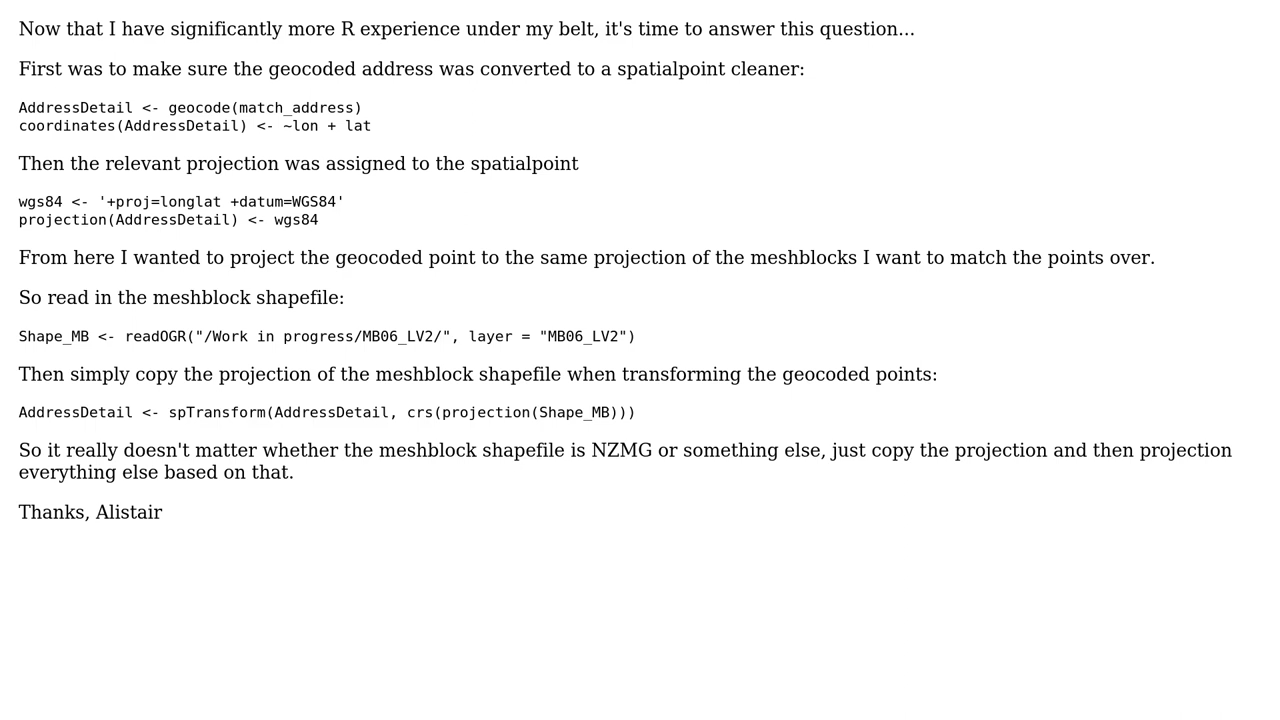 Now that I have significantly more R experience under my belt, it's time to answer this question...
First was to make sure the geocoded address was converted to a spatialpoint cleaner:
AddressDetail <- geocode(match_address)
coordinates(AddressDetail) <- ~lon + lat
Then the relevant projection was assigned to the spatialpoint
wgs84 <- '+proj=longlat +datum=WGS84'
projection(AddressDetail) <- wgs84
From here I wanted to project the geocoded point to the same projection of the meshblocks I want to match the points over.
So read in the meshblock shapefile:
Shape_MB <- readOGR("/Work in progress/MB06_LV2/", layer = "MB06_LV2")
Then simply copy the projection of the meshblock shapefile when transforming the geocoded points:
AddressDetail <- spTransform(AddressDetail, crs(projection(Shape_MB)))
So it really doesn't matter whether the meshblock shapefile is NZMG or something else, just copy the projection and then projection
everything else based on that.
Thanks, Alistair